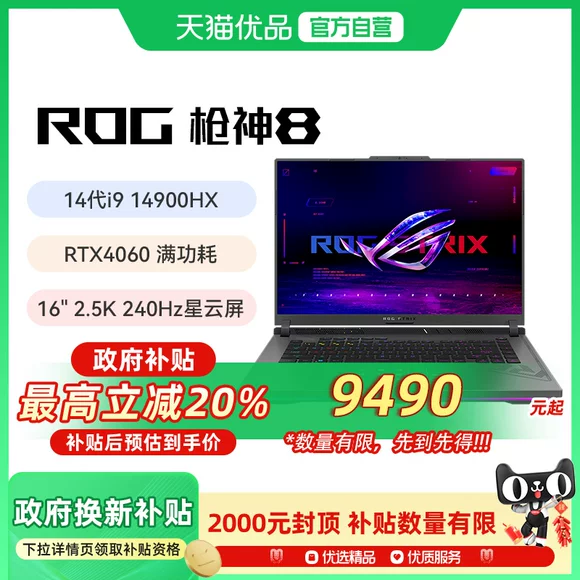 天猫优品 官方自营
ROG 枪神8
14代i9 14900HX
RTX4060 满功耗
16" 2.5K 240Hz星云屏
政府补贴
最高立减20%
补贴后预估到手价
9490 元起
*数量有限，先到先得!!!
政府换新补贴
下拉详情页领取补贴资格
2000元封顶 补贴数量有限
优选精品 优质服务